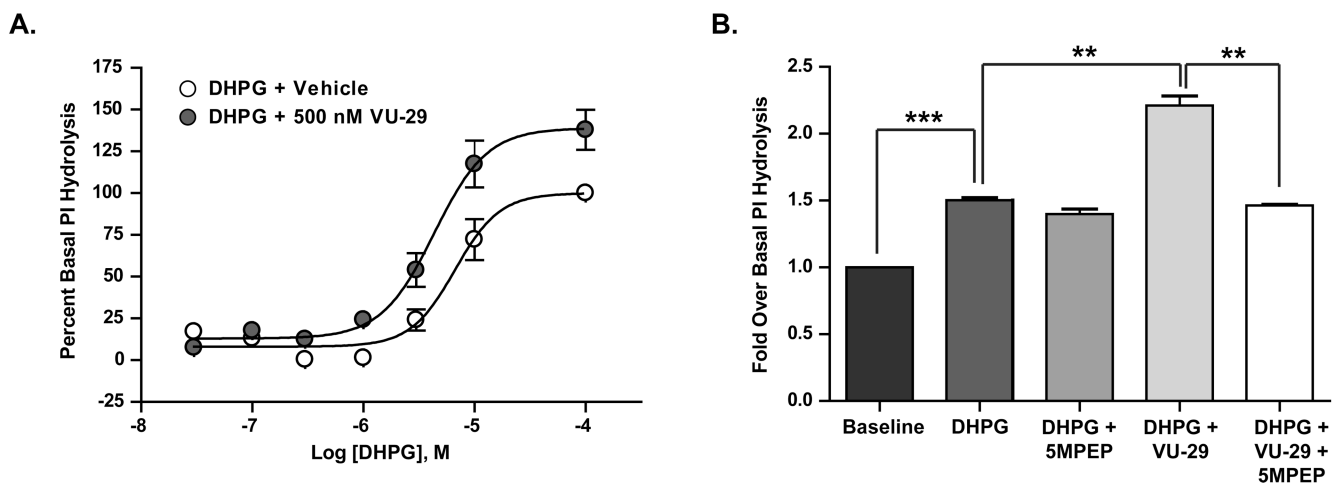 A.
Percent Basal PI Hydrolysis
175
150
125
100
75
50
25
0
-25
DHPG + Vehicle
DHPG + 500 nM VU-29
-8
-7
-6
-5
-4
Log [DHPG], M
B.
Fold Over Basal PI Hydrolysis
2.5
2.0
1.5
1.0
0.5
0.0
***
**
**
Baseline
DHPG
DHPG +
5MPEP
DHPG +
VU-29
DHPG +
VU-29 +
5MPEP